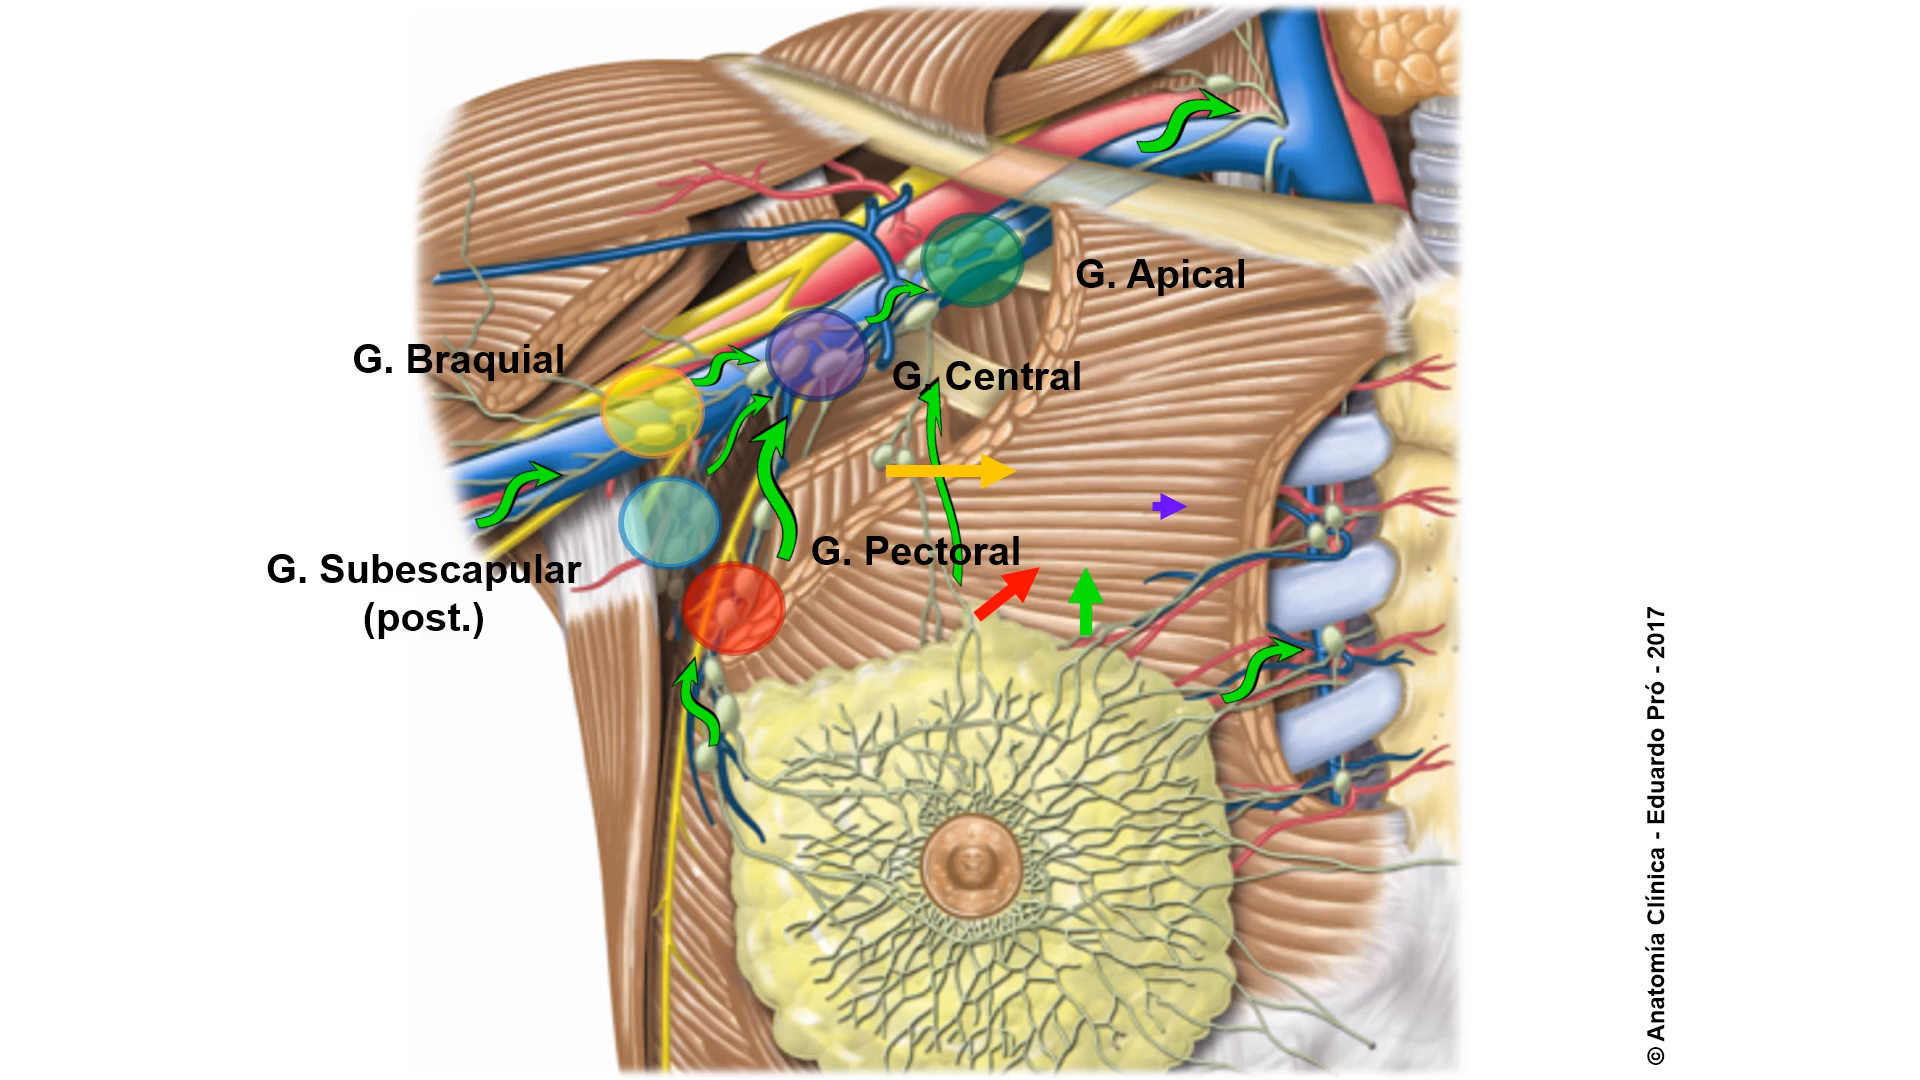 G. Apical
G. Braquial
G. Central
G. Pectoral
G. Subescapular
(post.)
© Anatomía Clínica - Eduardo Pró - 2017